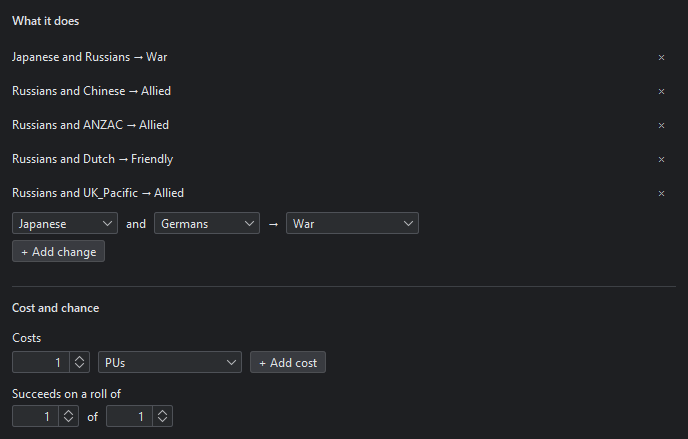 What it does
Japanese and Russians → War ×
Russians and Chinese → Allied ×
Russians and ANZAC → Allied ×
Russians and Dutch → Friendly ×
Russians and UK_Pacific → Allied ×
Japanese and Germans → War
+ Add change
Cost and chance
Costs
1 PUs + Add cost
Succeeds on a roll of
1 of 1